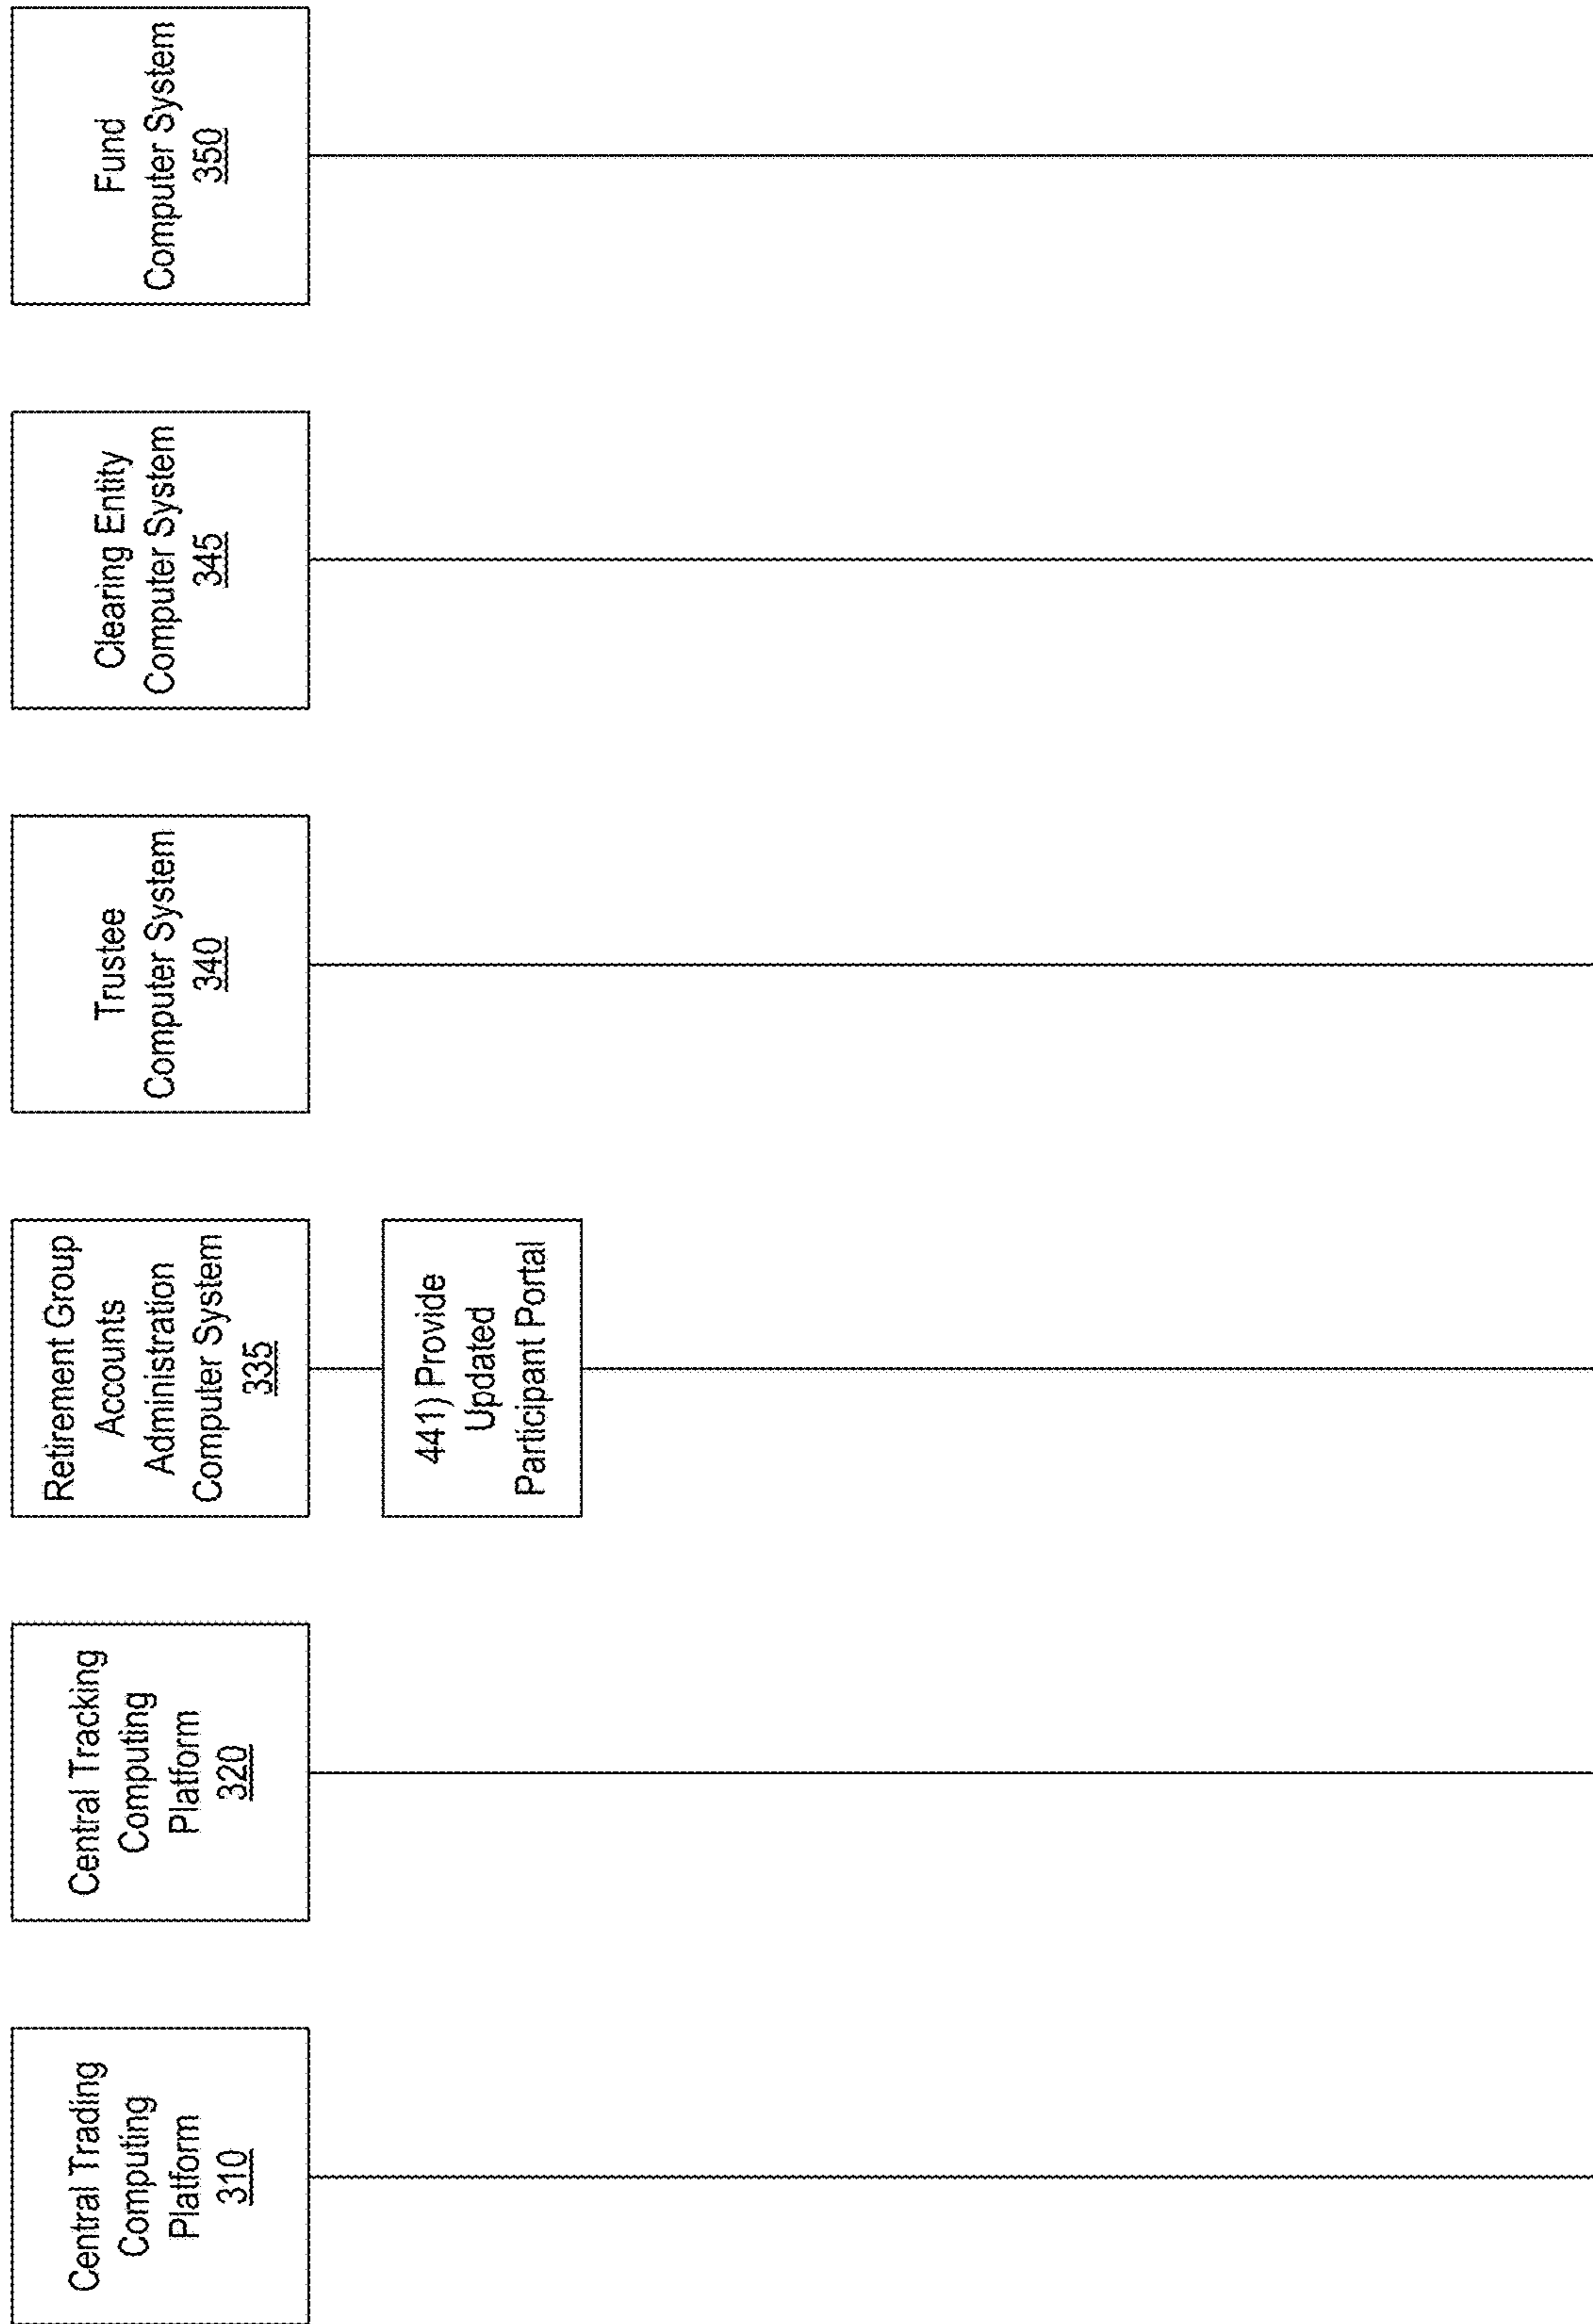 Central Trading
Computing
Platform
310
Central Tracking
Computing
Platform
320
Retirement Group
Accounts
Administration
Computer System
335
Trustee
Computer System
340
Clearing Entity
Computer System
345
Fund
Computer System
350
441) Provide
Updated
Participant Portal